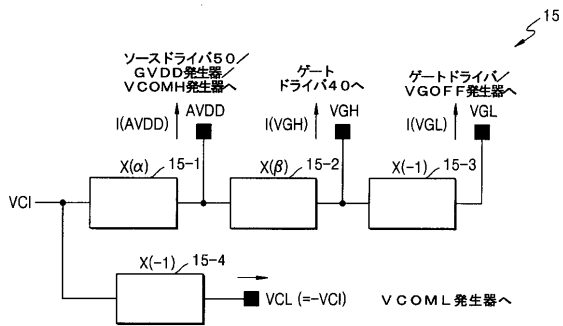 15
ソースドライバ50/
GVDD発生器/
VCOMH発生器へ
ゲート
ドライバ40へ
ゲートドライバ/
VGOFF発生器へ
I(AVDD)
AVDD
I(VGH)
VGH
I(VGL)
VGL
X(α)
15-1
X(β)
15-2
X(-1)
15-3
VCI
X(-1)
15-4
VCL (=-VCI)
VCOML発生器へ